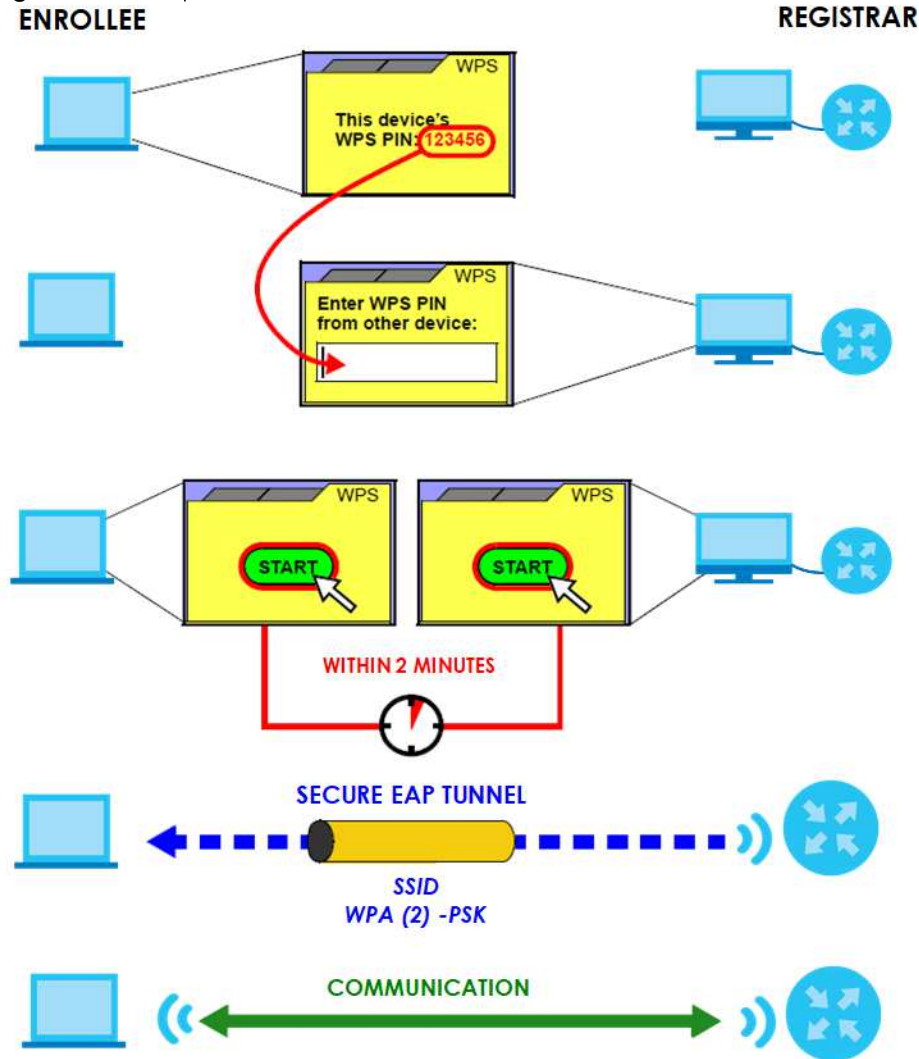 ENROLLEE
REGISTRAR
WPS
This device's
WPS PIN: 123456
WPS
Enter WPS PIN
from other device:
WPS
START
WPS
START
WITHIN 2 MINUTES
SECURE EAP TUNNEL
SSID
WPA (2) -PSK
COMMUNICATION